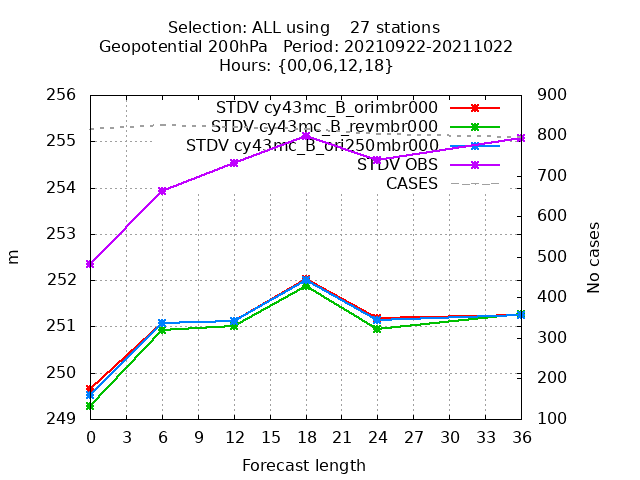 Selection: ALL using    27 stations
Geopotential 200hPa   Period: 20210922-20211022
Hours: {00,06,12,18}
256
255
254
253
252
251
250
249
m
900
800
700
600
500
400
300
200
100
No cases
STDV cy43mc_B_orimbr000
STDV cy43mc_B_revmbr000
STDV cy43mc_B_ori250mbr000
STDV OBS
CASES
0 3 6 9 12 15 18 21 24 27 30 33 36
Forecast length